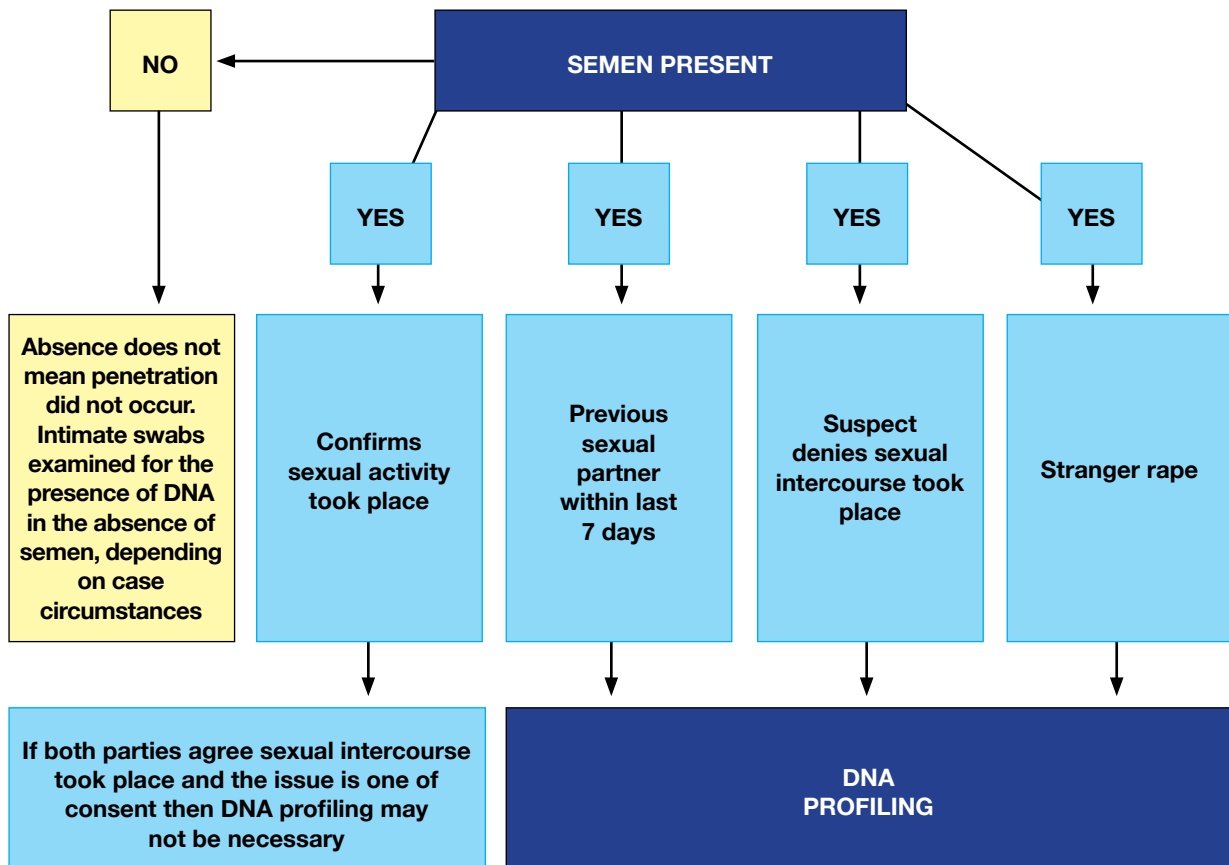 NO
SEMEN PRESENT
YES
YES
YES
YES
Absence does not
mean penetration
did not occur.
Intimate swabs
examined for the
presence of DNA
in the absence of
semen, depending
on case
circumstances
Confirms
sexual activity
took place
Previous
sexual
partner
within last
7 days
Suspect
denies sexual
intercourse took
place
Stranger rape
If both parties agree sexual intercourse
took place and the issue is one of
consent then DNA profiling may
not be necessary
DNA
PROFILING